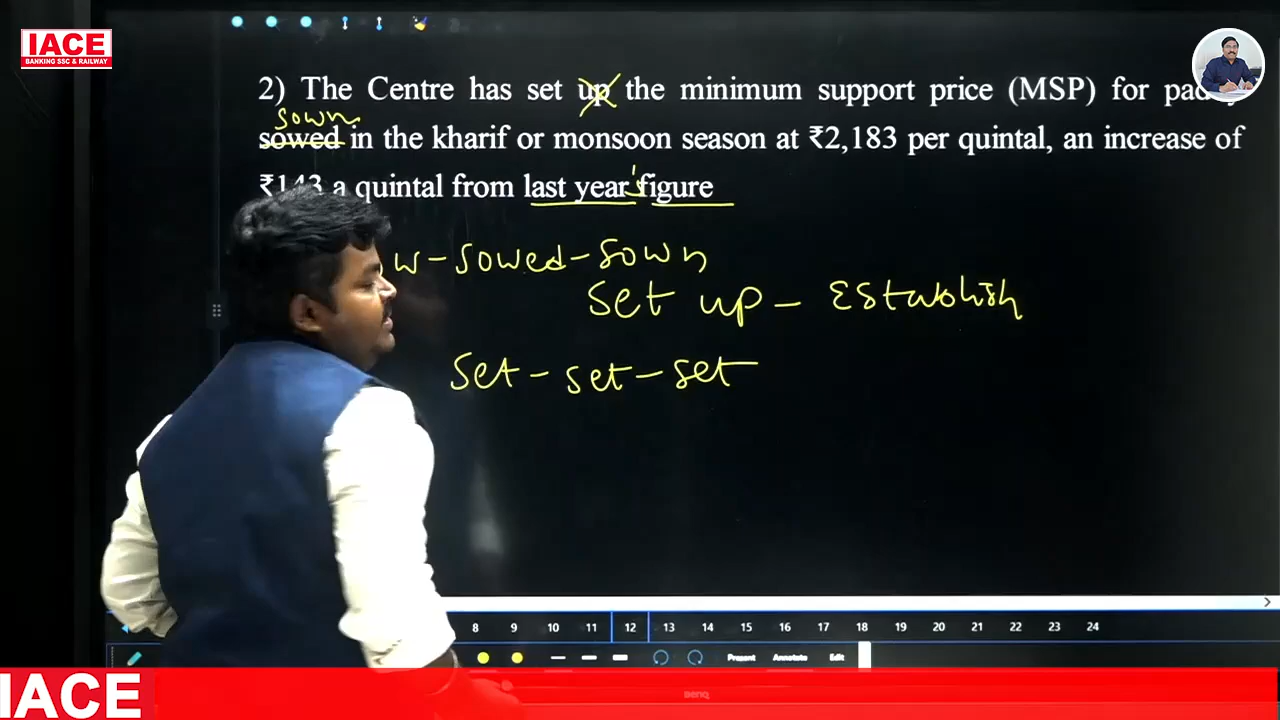 IACE
BANKING SSC & RAILWAY
2) The Centre has set up the minimum support price (MSP) for
sown
sowed in the kharif or monsoon season at ₹2,183 per quintal, an increase of
₹143 a quintal from last year's figure
w - sowed - sown
set up - Establish
set - set - set
8 9 10 11 12 13 14 15 16 17 18 19 20 21 22 23 24
Present Annotate Edit
IACE
BenQ